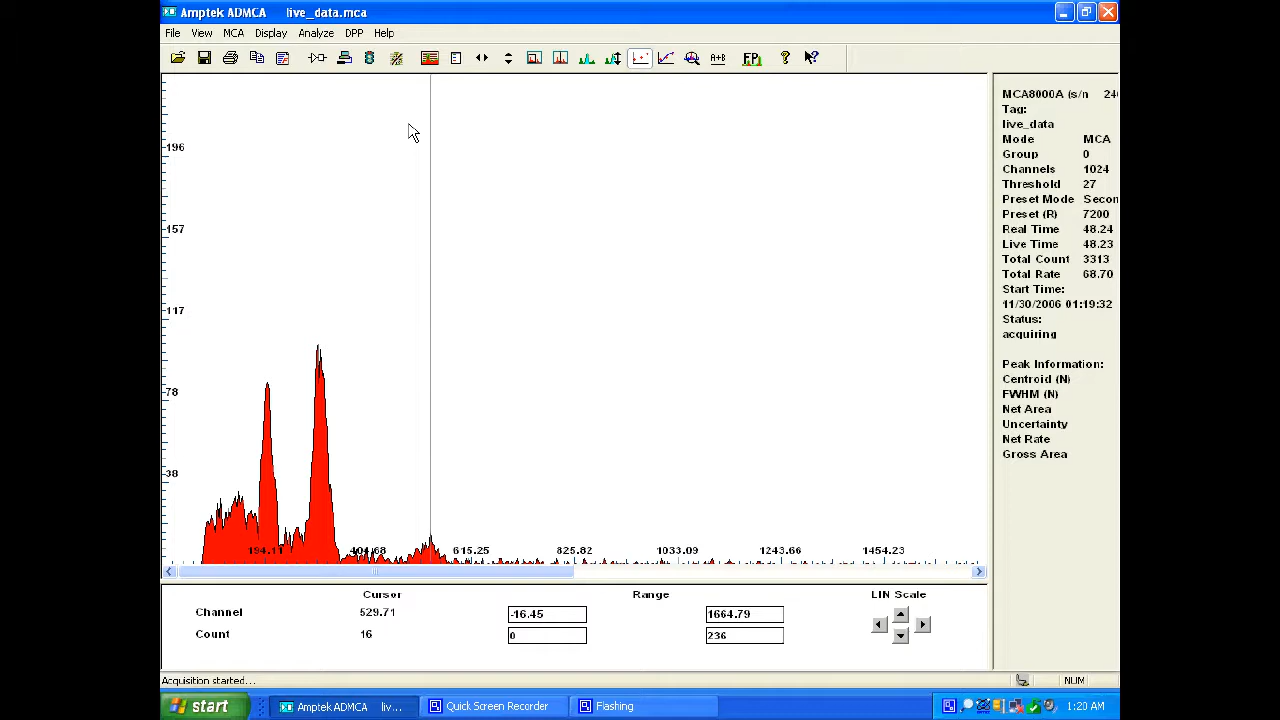 Amptek ADMCA live_data.mca
File View MCA Display Analyze DPP Help
A+B FP ? ?
196
157
117
78
38
194.11 404.68 615.25 825.82 1033.09 1243.66 1454.23
MCA8000A (s/n 24
Tag:
live_data
Mode MCA
Group 0
Channels 1024
Threshold 27
Preset Mode Secon
Preset (R) 7200
Real Time 48.24
Live Time 48.23
Total Count 3313
Total Rate 68.70
Start Time:
11/30/2006 01:19:32
Status:
acquiring
Peak Information:
Centroid (N)
FWHM (N)
Net Area
Uncertainty
Net Rate
Gross Area
Cursor Range LIN Scale
Channel 529.71 -16.45 1664.79
Count 16 0 236
Acquisition started... NUM
start Amptek ADMCA liv... Quick Screen Recorder Flashing 1:20 AM